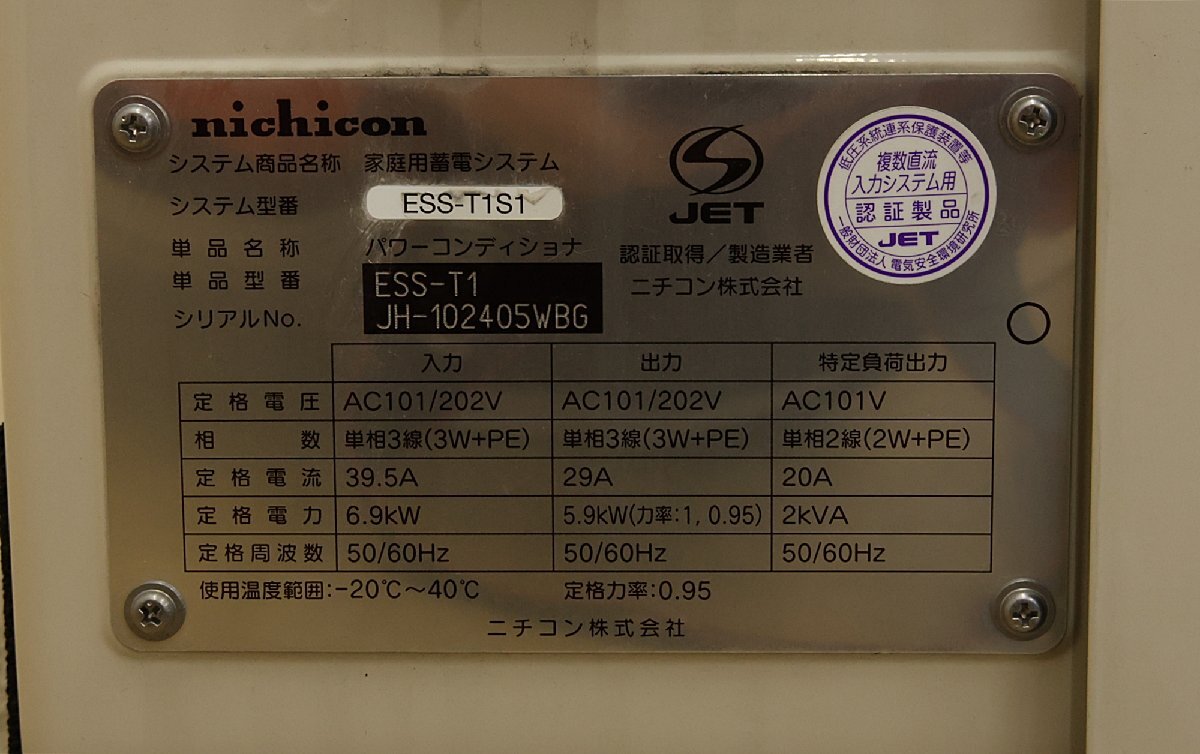 nichicon
システム商品名称 家庭用蓄電システム
システム型番 ESS-T1S1
単品名称 パワーコンディショナ
単品型番 ESS-T1
シリアルNo. JH-102405WBG
JET
認証取得／製造業者
ニチコン株式会社
低圧系統連系保護装置等
複数直流
入力システム用
認証製品
JET
一般財団法人 電気安全環境研究所
入力 出力 特定負荷出力
定格電圧 AC101/202V AC101/202V AC101V
相数 単相3線(3W+PE) 単相3線(3W+PE) 単相2線(2W+PE)
定格電流 39.5A 29A 20A
定格電力 6.9kW 5.9kW(力率:1, 0.95) 2kVA
定格周波数 50/60Hz 50/60Hz 50/60Hz
使用温度範囲:-20℃～40℃ 定格力率:0.95
ニチコン株式会社